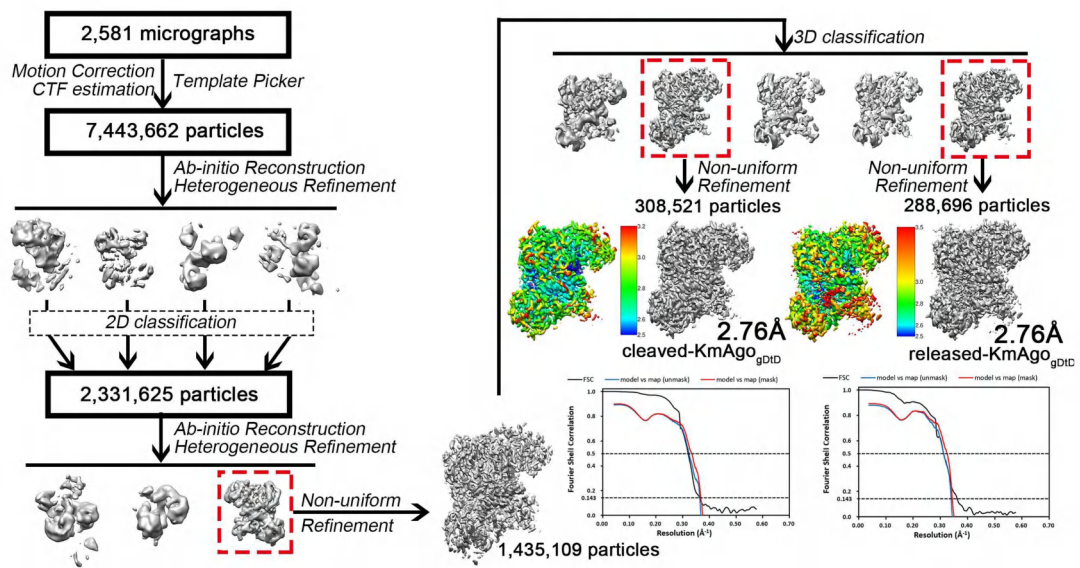 2,581 micrographs
Motion Correction
CTF estimation
Template Picker
7,443,662 particles
Ab-initio Reconstruction
Heterogeneous Refinement
2D classification
2,331,625 particles
Ab-initio Reconstruction
Heterogeneous Refinement
Non-uniform
Refinement
1,435,109 particles
3D classification
Non-uniform
Refinement
308,521 particles
Non-uniform
Refinement
288,696 particles
2.8
2.7
2.6
2.5
2.76Å
cleaved-KmAgo gDtD
3.5
3.0
2.5
2.76Å
released-KmAgo gDtD
FSC
model vs map (unmask)
model vs map (mask)
Fourier Shell Correlation
1.0
0.8
0.5
0.5
0.2
0.143
0.0
0.00 0.10 0.20 0.30 0.40 0.50 0.60 0.70
Resolution (Å⁻¹)
FSC
model vs map (unmask)
model vs map (mask)
Fourier Shell Correlation
1.0
0.8
0.5
0.5
0.2
0.143
0.0
0.00 0.10 0.20 0.30 0.40 0.50 0.60 0.70
Resolution (Å⁻¹)